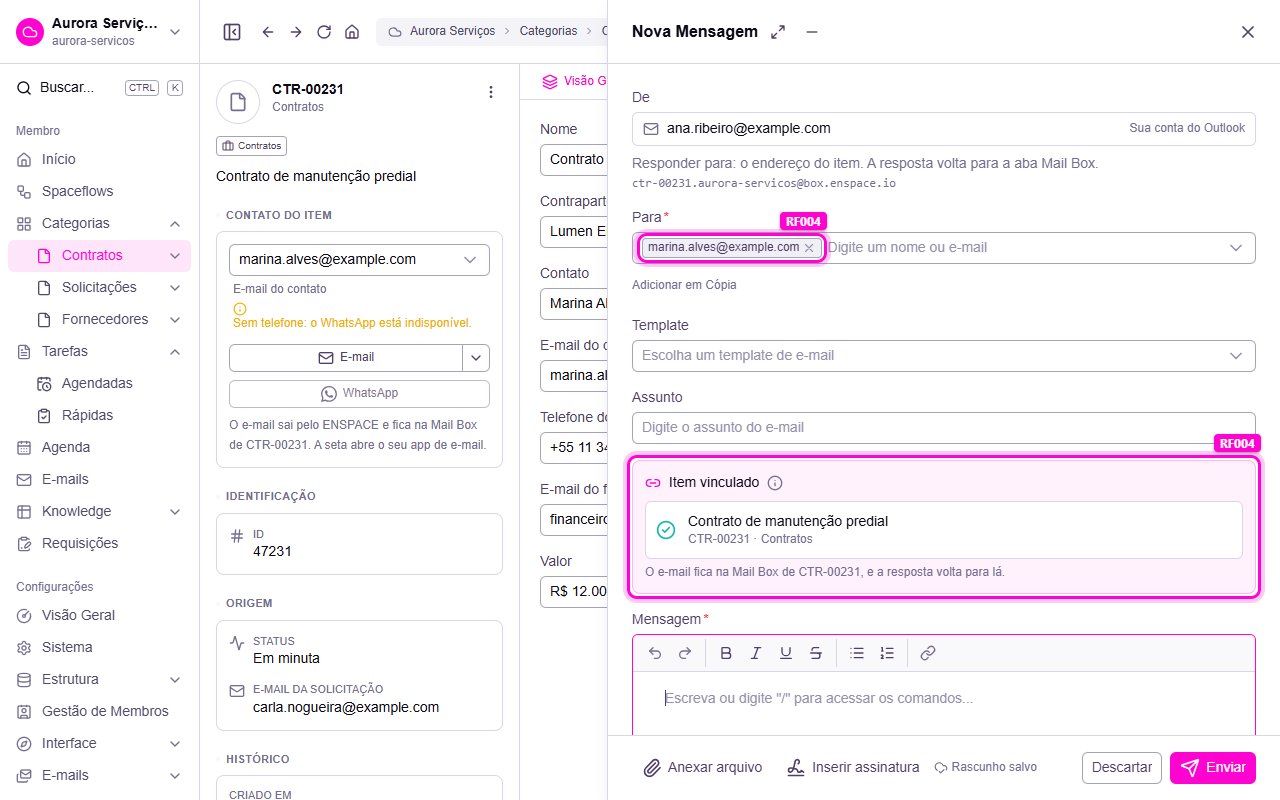 Aurora Serviç...
aurora-servicos
Buscar...
CTRL K
Membro
Início
Spaceflows
Categorias
Contratos
Solicitações
Fornecedores
Tarefas
Agendadas
Rápidas
Agenda
E-mails
Knowledge
Requisições
Configurações
Visão Geral
Sistema
Estrutura
Gestão de Membros
Interface
E-mails
Aurora Serviços > Categorias > C
CTR-00231
Contratos
Contratos
Contrato de manutenção predial
CONTATO DO ITEM
marina.alves@example.com
E-mail do contato
Sem telefone: o WhatsApp está indisponível.
E-mail
WhatsApp
O e-mail sai pelo ENSPACE e fica na Mail Box
de CTR-00231. A seta abre o seu app de e-mail.
IDENTIFICAÇÃO
ID
47231
ORIGEM
STATUS
Em minuta
E-MAIL DA SOLICITAÇÃO
carla.nogueira@example.com
HISTÓRICO
CRIADO EM
Visão G
Nome
Contrato
Contrapart
Lumen E
Contato
Marina Al
E-mail do c
marina.al
Telefone do
+55 11 34
E-mail do f
financeiro
Valor
R$ 12.00
Nova Mensagem
De
ana.ribeiro@example.com
Sua conta do Outlook
Responder para: o endereço do item. A resposta volta para a aba Mail Box.
ctr-00231.aurora-servicos@box.enspace.io
Para*
RF004
marina.alves@example.com
Digite um nome ou e-mail
Adicionar em Cópia
Template
Escolha um template de e-mail
Assunto
Digite o assunto do e-mail
RF004
Item vinculado
Contrato de manutenção predial
CTR-00231 · Contratos
O e-mail fica na Mail Box de CTR-00231, e a resposta volta para lá.
Mensagem*
Escreva ou digite "/" para acessar os comandos...
Anexar arquivo
Inserir assinatura
Rascunho salvo
Descartar
Enviar